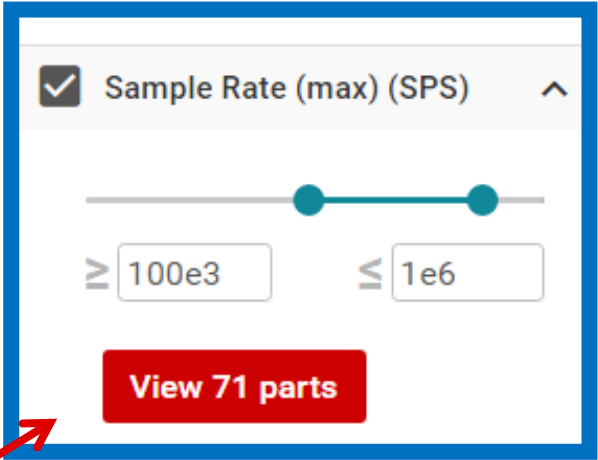 Sample Rate (max) (SPS)
≥ 100e3 ≤ 1e6
View 71 parts